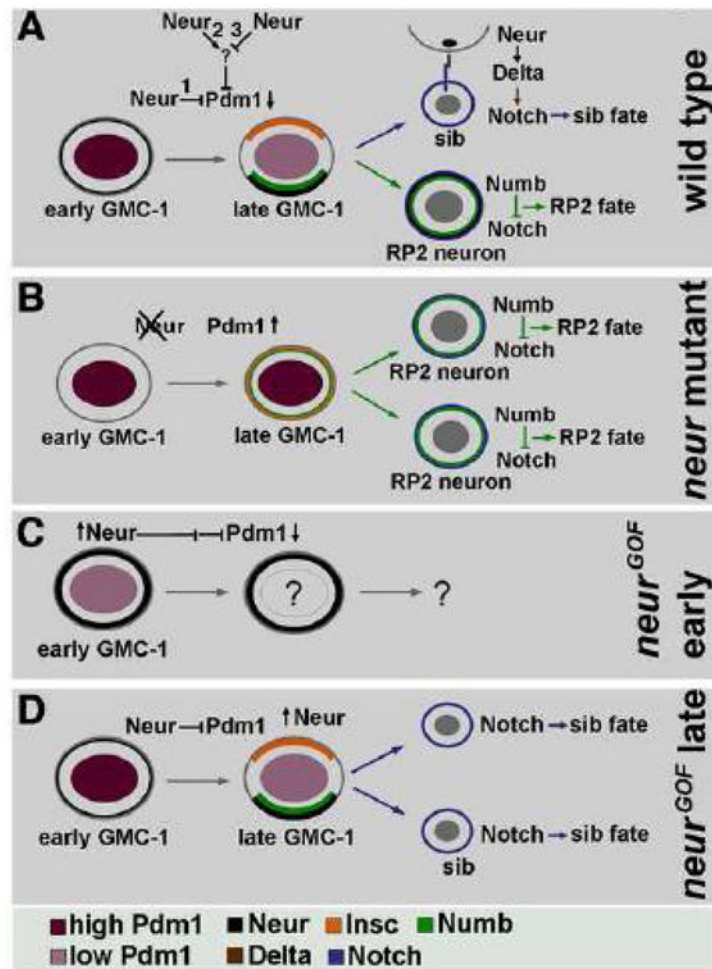 A
Neur 2 3 Neur
?
Neur 1 Pdm1↓
early GMC-1
late GMC-1
sib
Neur
Delta
Notch → sib fate
RP2 neuron
Numb
→ RP2 fate
Notch
wild type
B
Neur Pdm1↑
early GMC-1
late GMC-1
RP2 neuron
Numb
→ RP2 fate
Notch
RP2 neuron
Numb
→ RP2 fate
Notch
neur mutant
C
↑Neur Pdm1↓
early GMC-1
?
?
neurGOF
early
D
Neur Pdm1 ↑Neur
early GMC-1
late GMC-1
Notch → sib fate
sib
Notch → sib fate
neurGOF late
high Pdm1 Neur Insc Numb
low Pdm1 Delta Notch